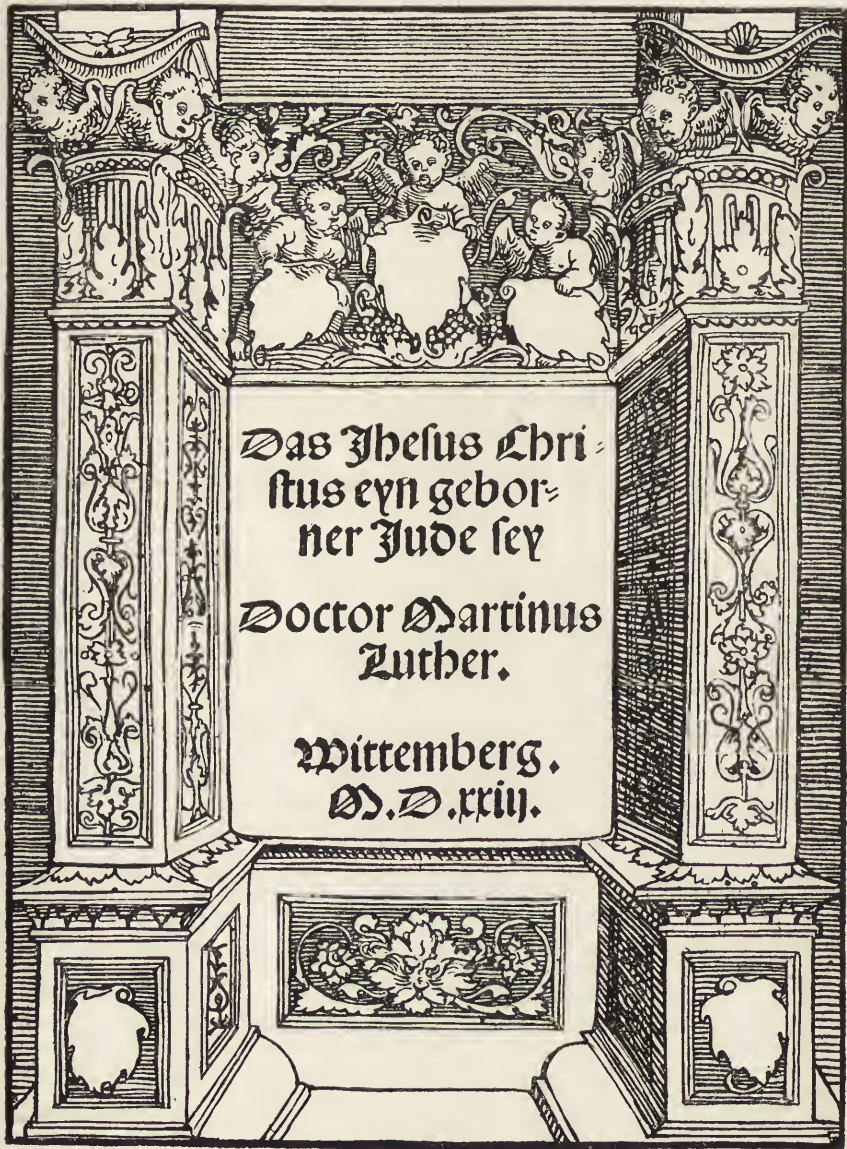 Das Jhesus Chri⸗
stus eyn gebor⸗
ner Jude sey
Doctor Martinus
Luther.
Wittemberg.
M.D.xxiij.